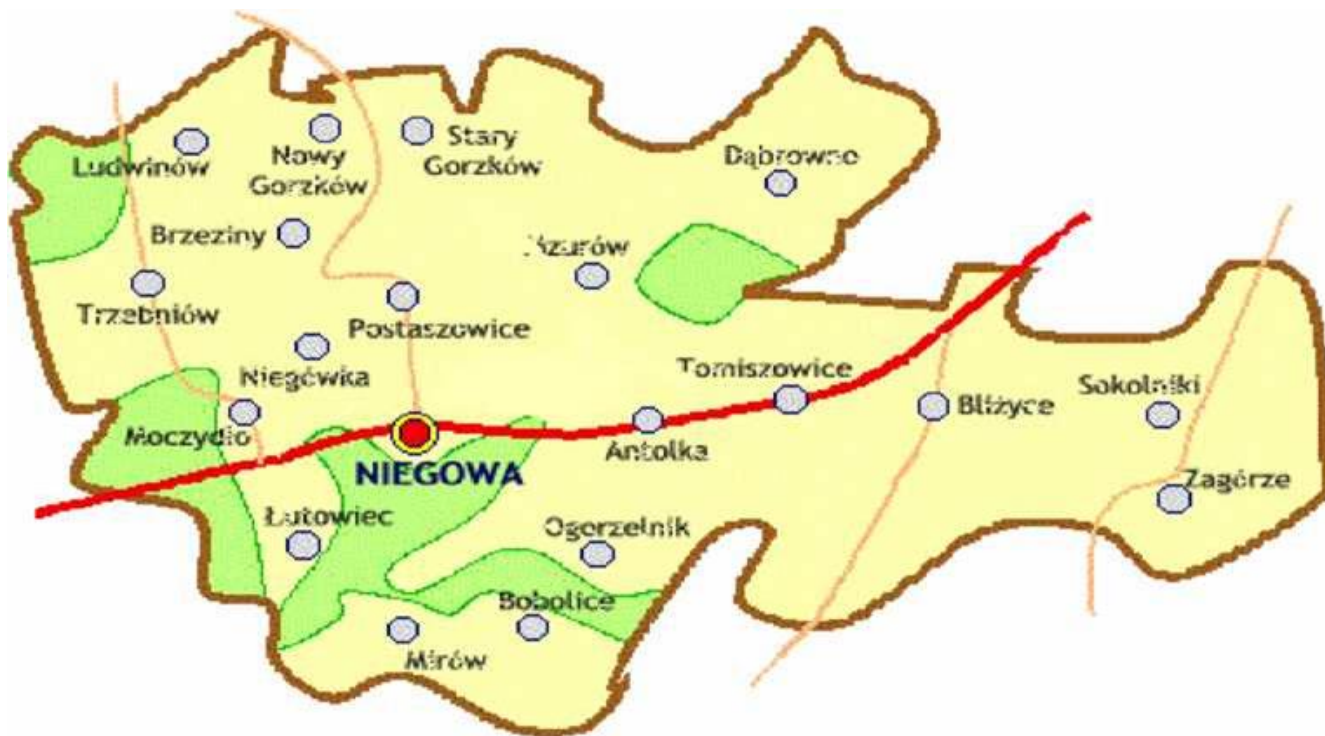 Ludwinów
Nowy
Gorzków
Stary
Gorzków
Dąbrowno
Brzeziny
Trzebniów
Postaszowice
Niegówka
Tomiszowice
Moczydło
NIEGOWA
Antolka
Bliżyce
Sokolniki
Zagórze
Łutowiec
Ogorzelnik
Bobolice
Mirów